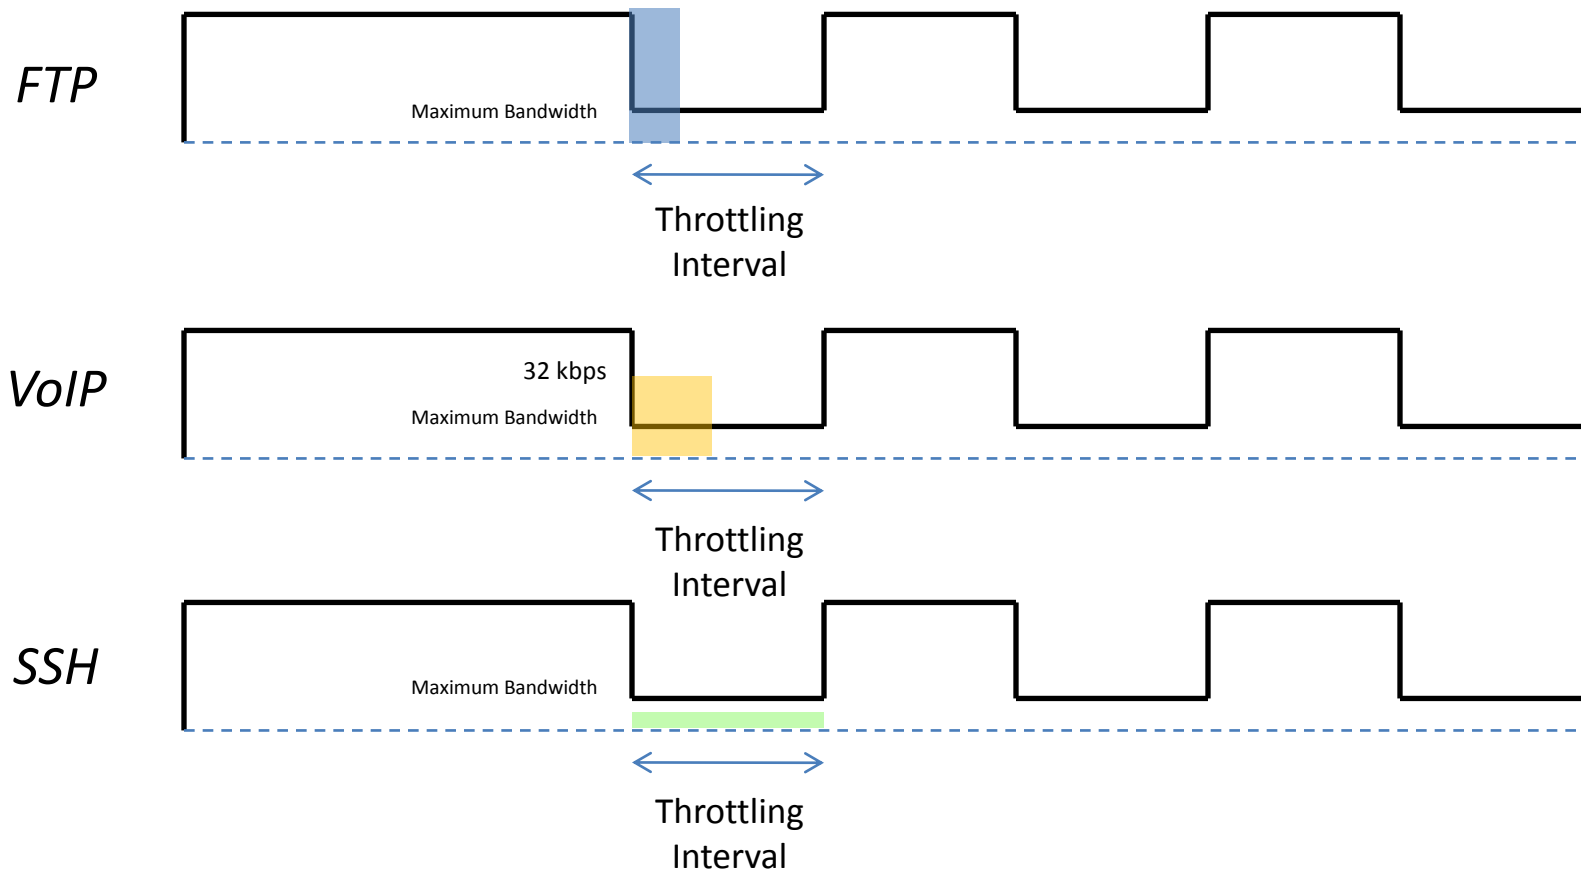 FTP
Maximum Bandwidth
Throttling
Interval
VoIP
32 kbps
Maximum Bandwidth
Throttling
Interval
SSH
Maximum Bandwidth
Throttling
Interval